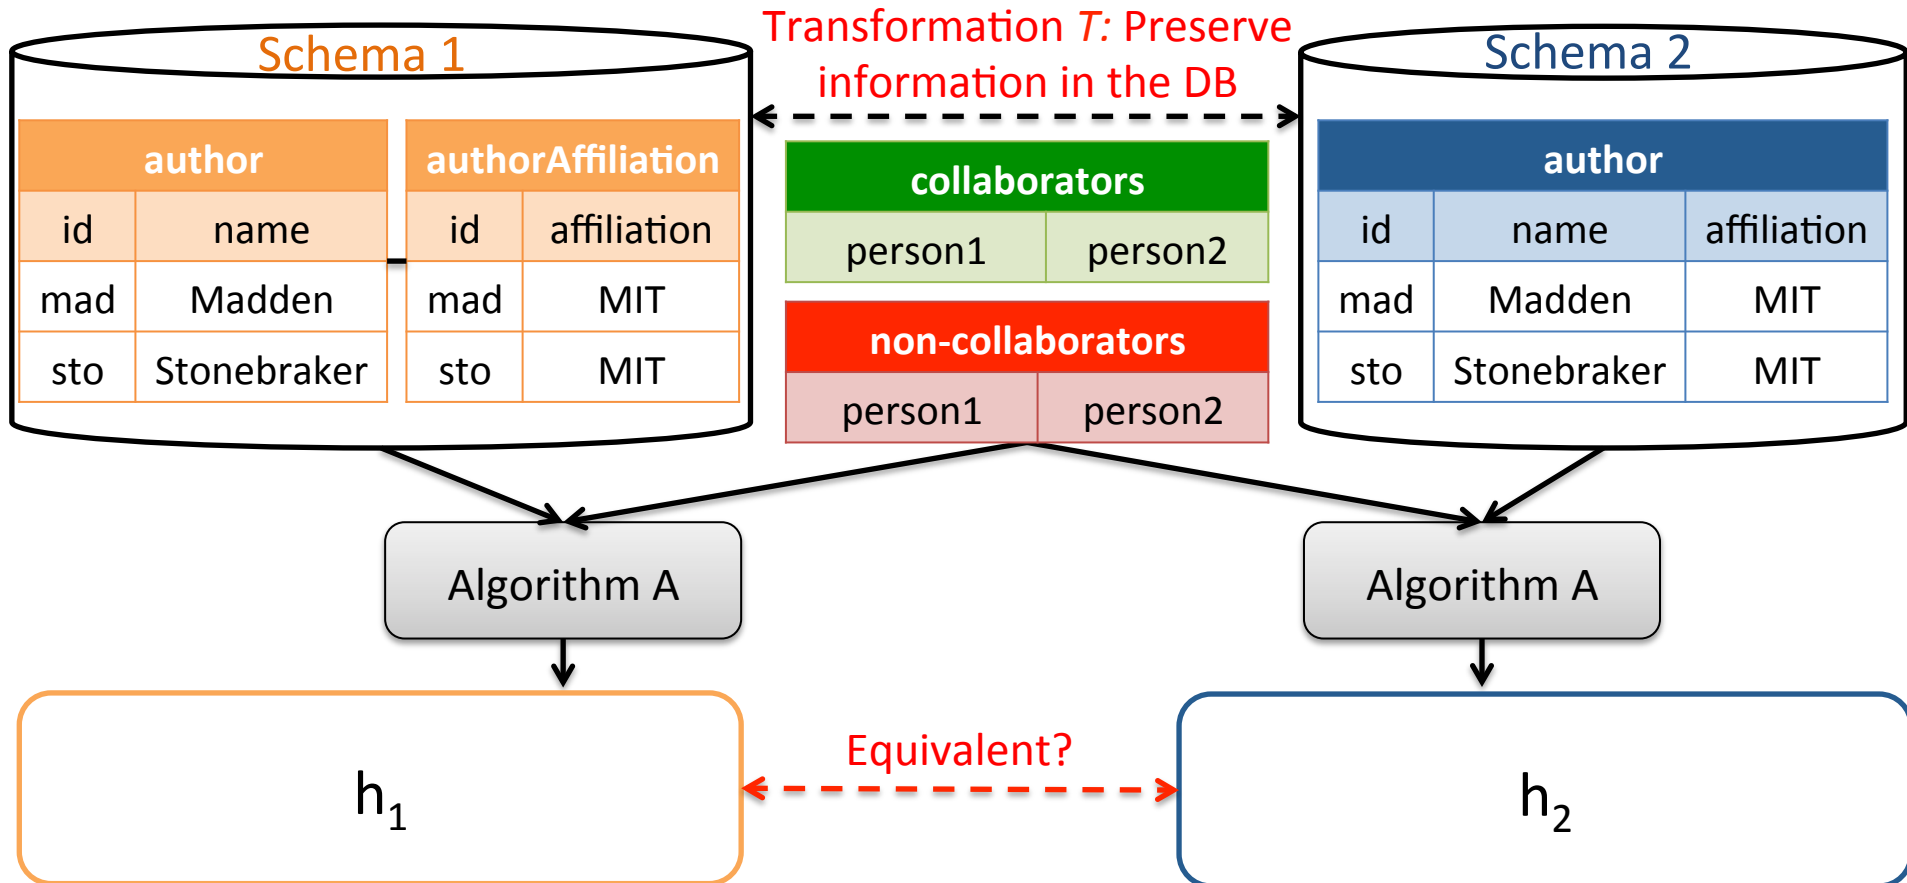 Transformation T: Preserve
information in the DB
Schema 1
Schema 2
author
id name
mad Madden
sto Stonebraker
authorAffiliation
id affiliation
mad MIT
sto MIT
collaborators
person1 person2
non-collaborators
person1 person2
author
id name affiliation
mad Madden MIT
sto Stonebraker MIT
Algorithm A
Algorithm A
h1
Equivalent?
h2